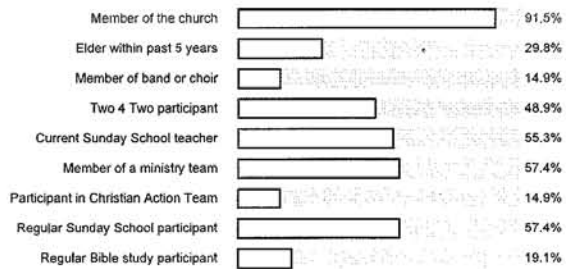 Member of the church 91.5%
Elder within past 5 years 29.8%
Member of band or choir 14.9%
Two 4 Two participant 48.9%
Current Sunday School teacher 55.3%
Member of a ministry team 57.4%
Participant in Christian Action Team 14.9%
Regular Sunday School participant 57.4%
Regular Bible study participant 19.1%